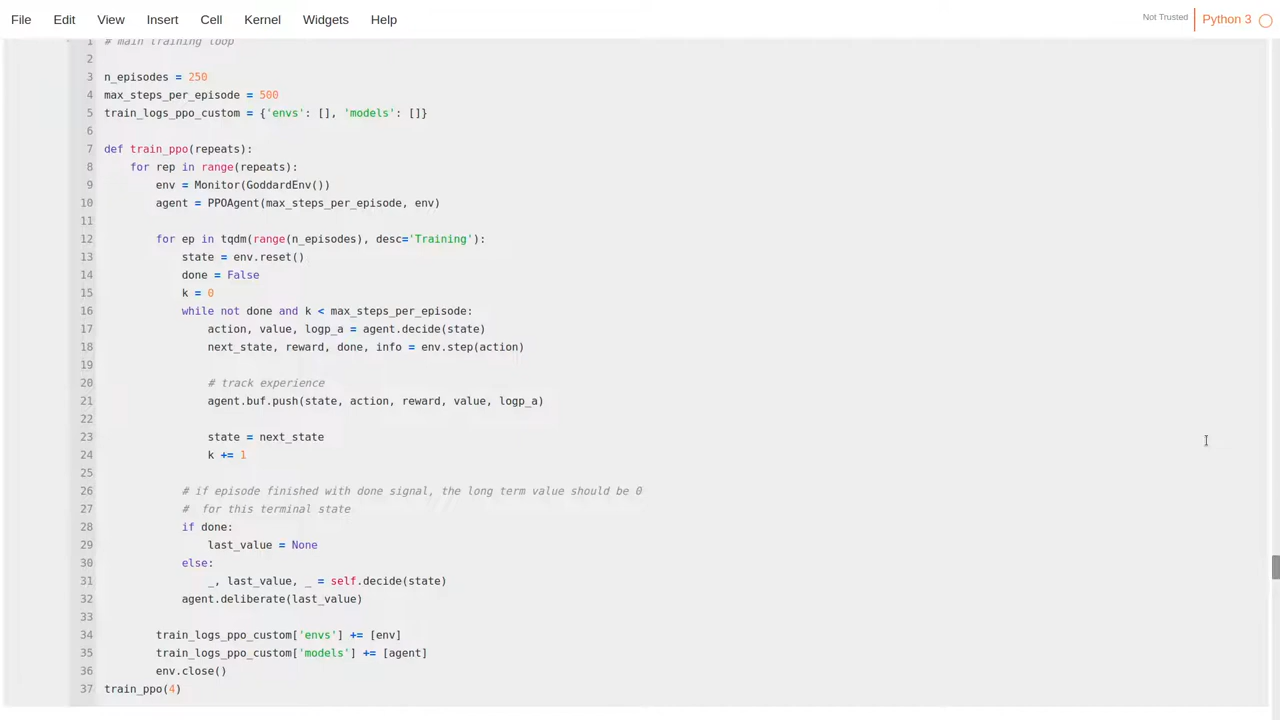 File Edit View Insert Cell Kernel Widgets Help Not Trusted Python 3
1 # main training loop
2
3 n_episodes = 250
4 max_steps_per_episode = 500
5 train_logs_ppo_custom = {'envs': [], 'models': []}
6
7 def train_ppo(repeats):
8     for rep in range(repeats):
9         env = Monitor(GoddardEnv())
10         agent = PPOAgent(max_steps_per_episode, env)
11
12         for ep in tqdm(range(n_episodes), desc='Training'):
13             state = env.reset()
14             done = False
15             k = 0
16             while not done and k < max_steps_per_episode:
17                 action, value, logp_a = agent.decide(state)
18                 next_state, reward, done, info = env.step(action)
19
20                 # track experience
21                 agent.buf.push(state, action, reward, value, logp_a)
22
23                 state = next_state
24                 k += 1
25
26             # if episode finished with done signal, the long term value should be 0
27             #  for this terminal state
28             if done:
29                 last_value = None
30             else:
31                 _, last_value, _ = self.decide(state)
32             agent.deliberate(last_value)
33
34         train_logs_ppo_custom['envs'] += [env]
35         train_logs_ppo_custom['models'] += [agent]
36         env.close()
37 train_ppo(4)